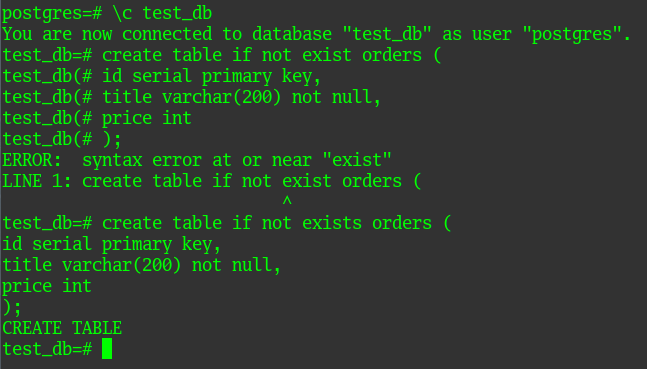 postgres=# \c test_db
You are now connected to database "test_db" as user "postgres".
test_db=# create table if not exist orders (
test_db(# id serial primary key,
test_db(# title varchar(200) not null,
test_db(# price int
test_db(# );
ERROR:  syntax error at or near "exist"
LINE 1: create table if not exist orders (
                            ^
test_db=# create table if not exists orders (
id serial primary key,
title varchar(200) not null,
price int
);
CREATE TABLE
test_db=#